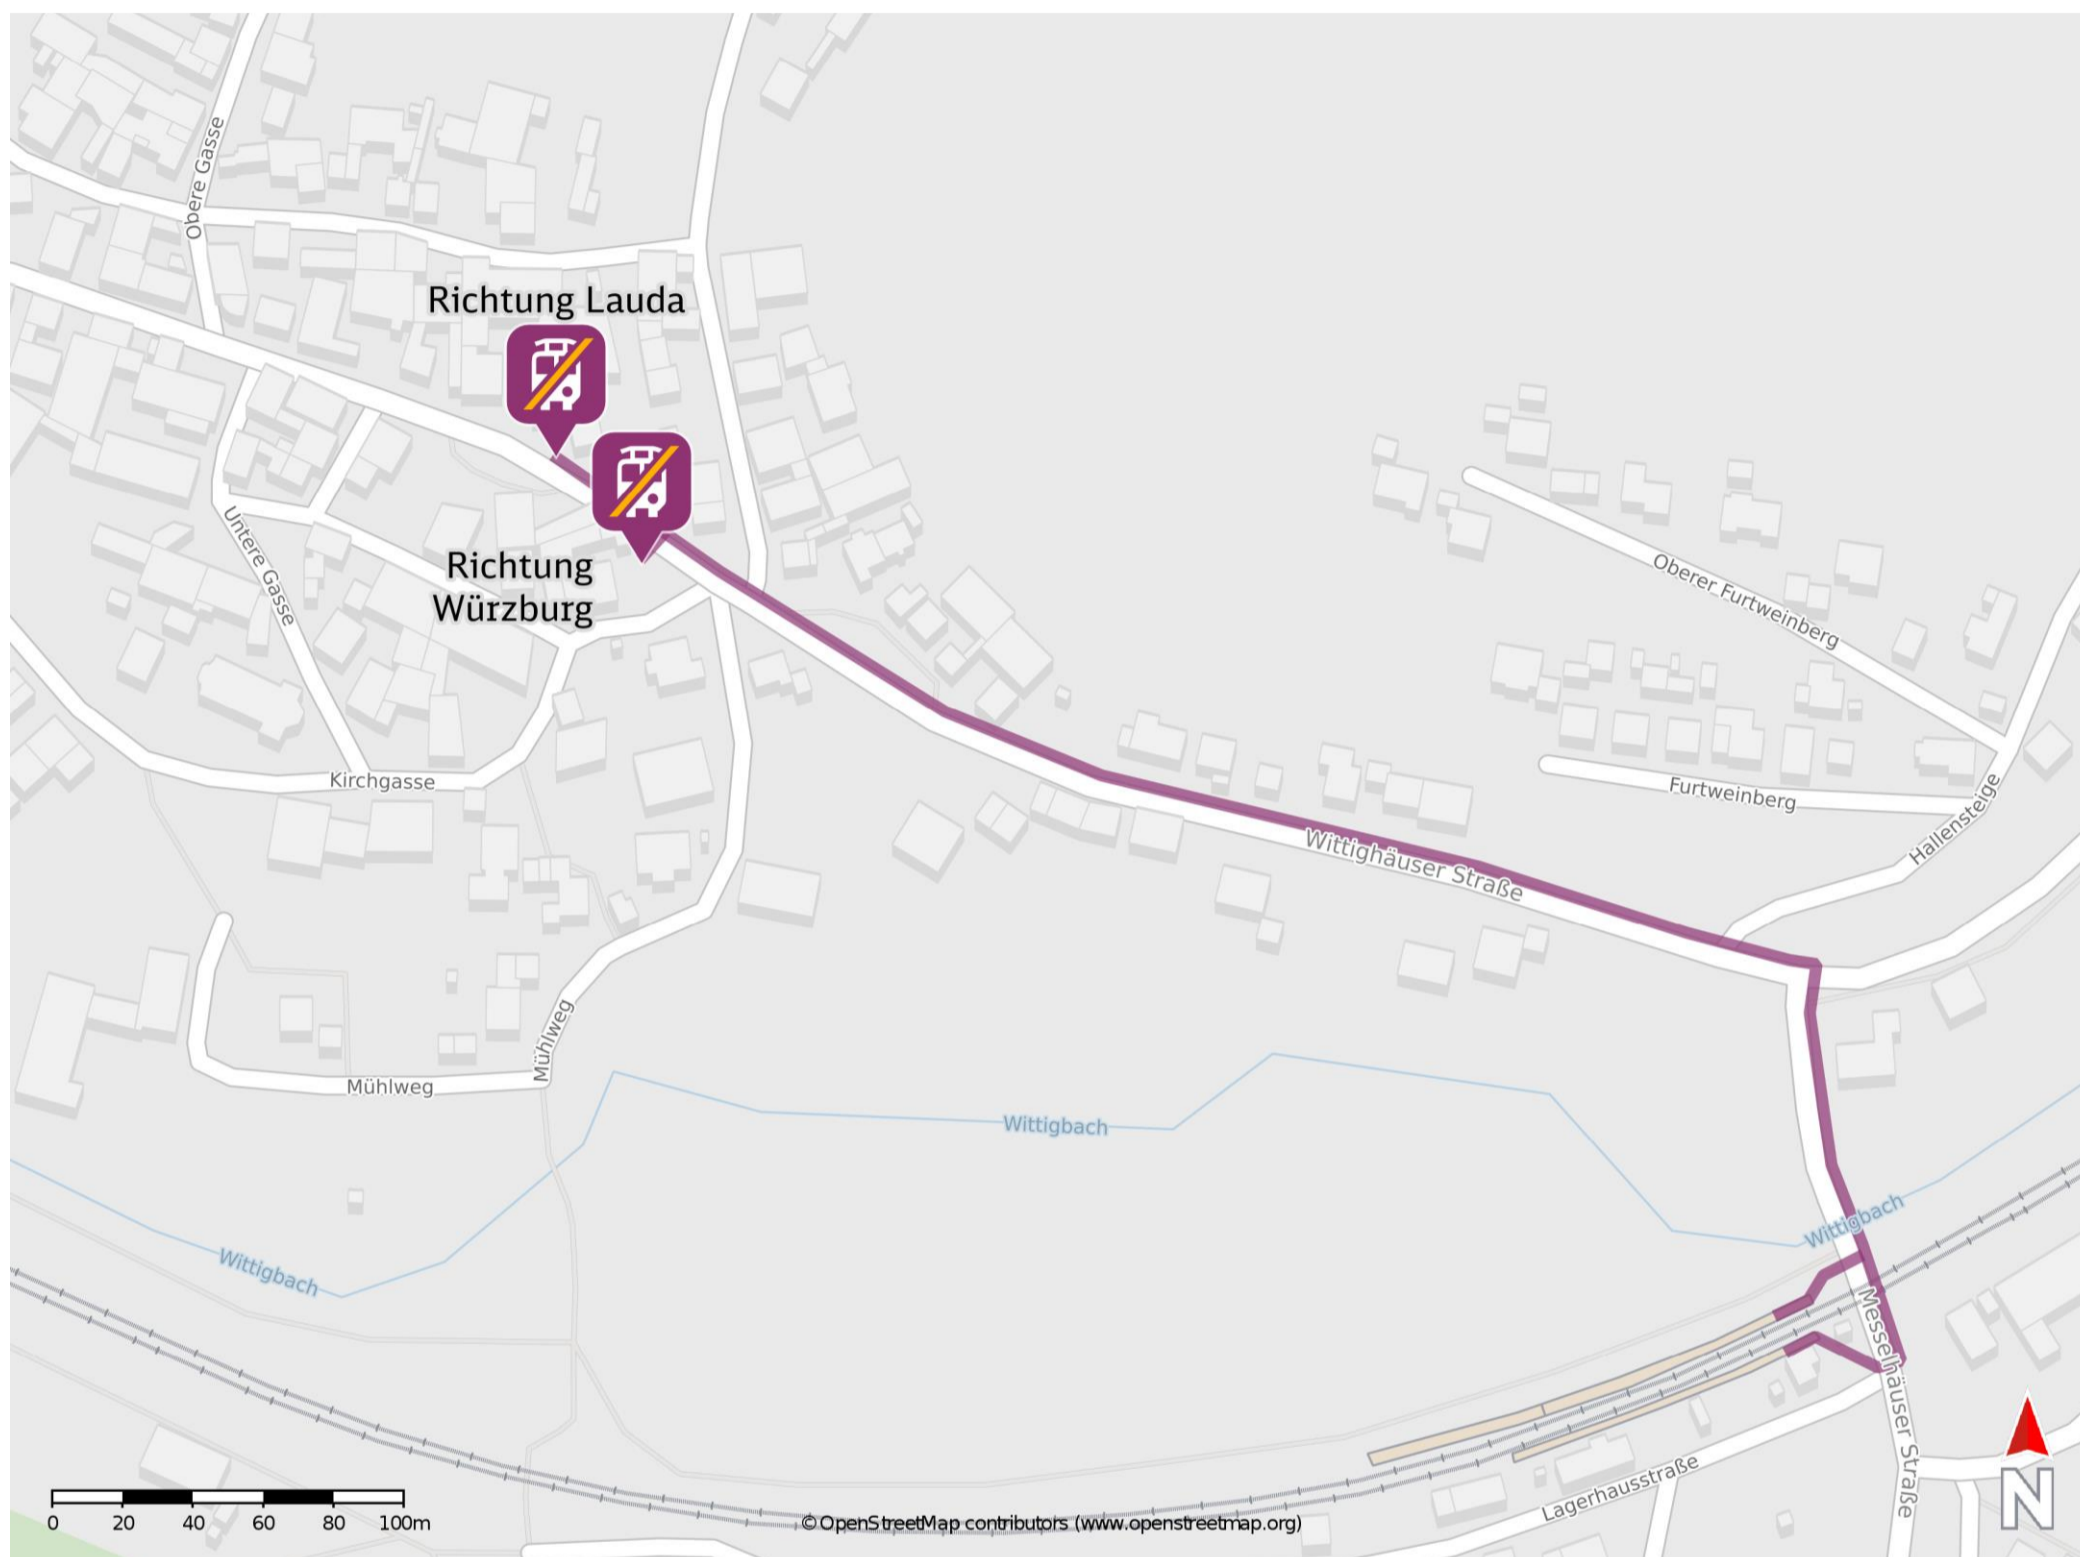 Obere Gasse
Richtung Lauda
Richtung
Würzburg
Untere Gasse
Kirchgasse
Oberer Furtweinberg
Furtweinberg
Hallensteige
Wittighäuser Straße
Mühlweg
Mühlweg
Wittigbach
Wittigbach
Wittigbach
Messelhäuser Straße
Lagerhausstraße
0 20 40 60 80 100m
© OpenStreetMap contributors (www.openstreetmap.org)
N